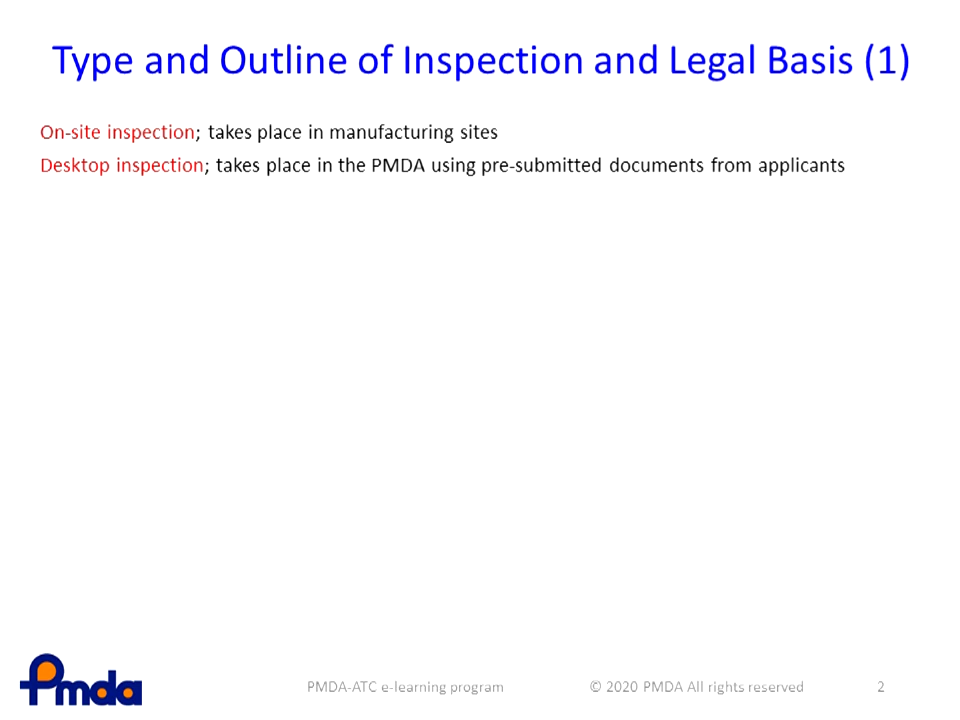 Type and Outline of Inspection and Legal Basis (1)
On-site inspection; takes place in manufacturing sites
Desktop inspection; takes place in the PMDA using pre-submitted documents from applicants
Pmda
PMDA-ATC e-learning program
© 2020 PMDA All rights reserved
2